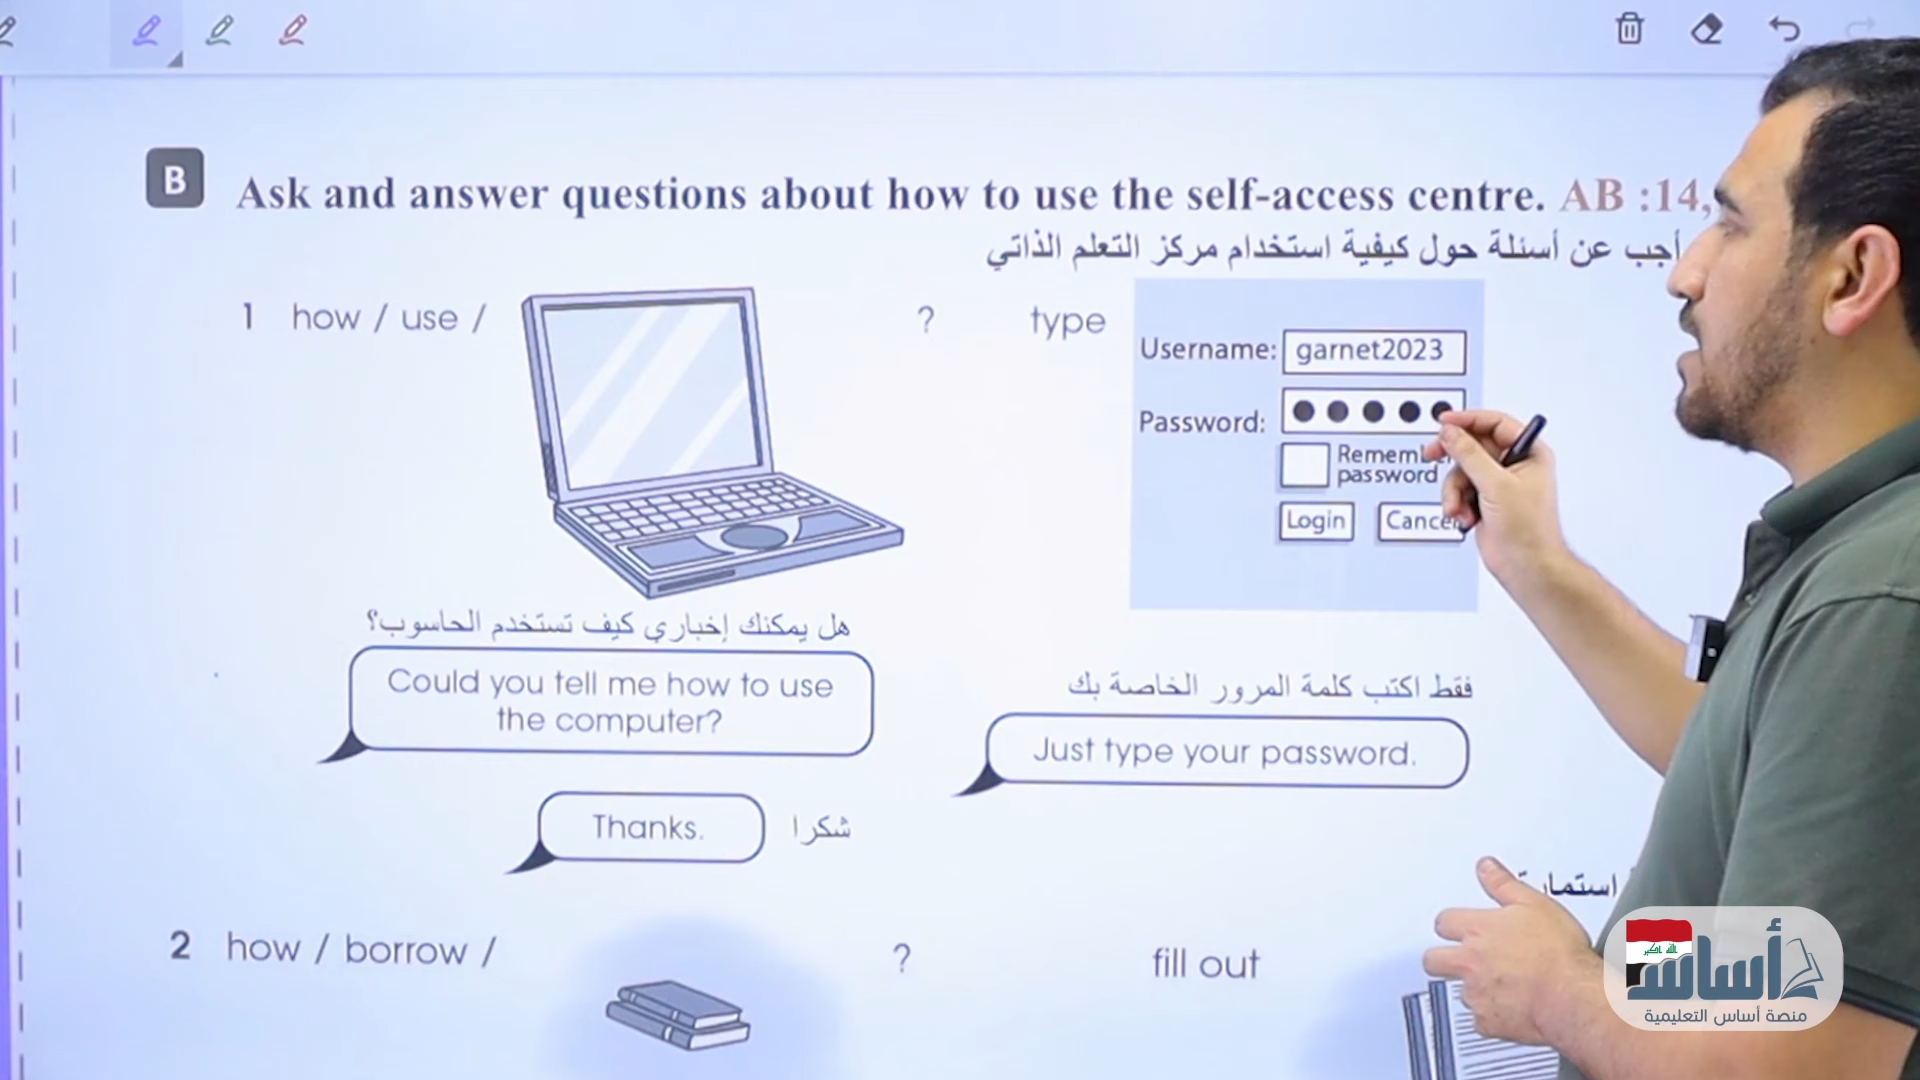 B Ask and answer questions about how to use the self-access centre. AB :14,
أجب عن أسئلة حول كيفية استخدام مركز التعلم الذاتي
1 how / use / ? type
Username: garnet2023
Password:
password
Login
هل يمكنك إخباري كيف تستخدم الحاسوب؟
Could you tell me how to use
the computer?
فقط اكتب كلمة المرور الخاصة بك
Just type your password.
Thanks. شكرا
استمارة
2 how / borrow / ? fill out
أساس
منصة أساس التعليمية